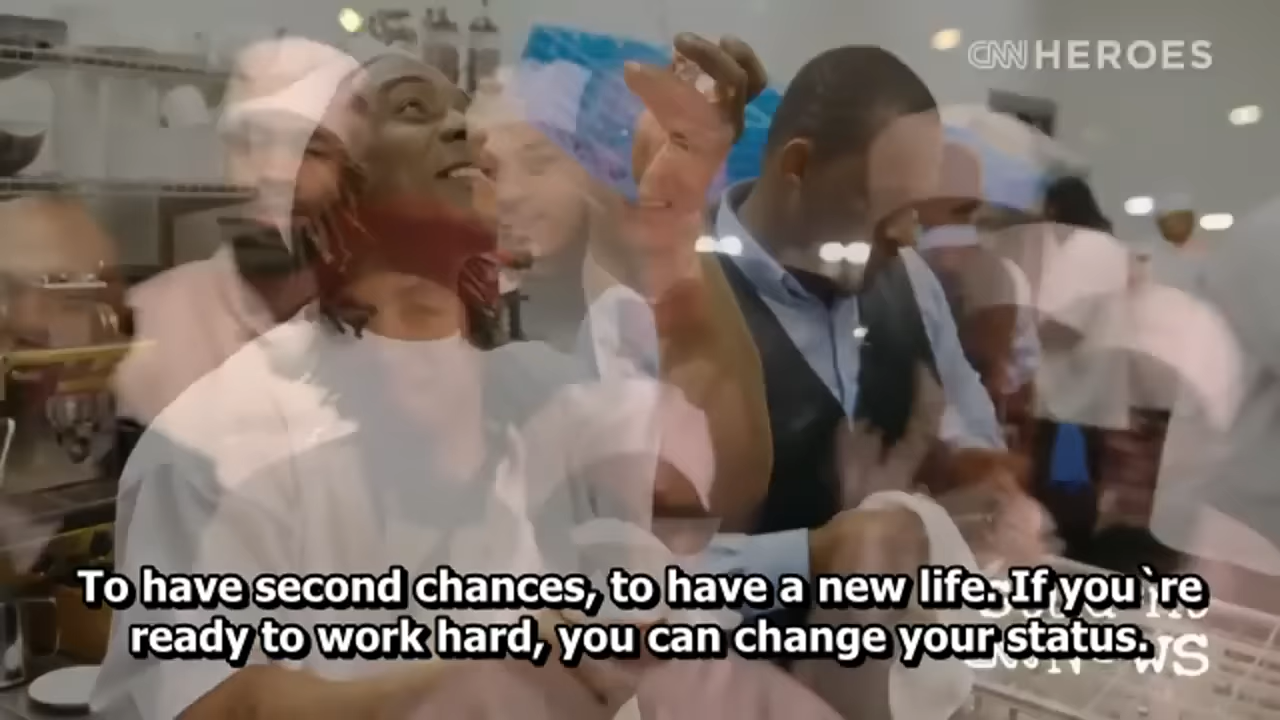 CNN HEROES
To have second chances, to have a new life. If you`re
ready to work hard, you can change your status.